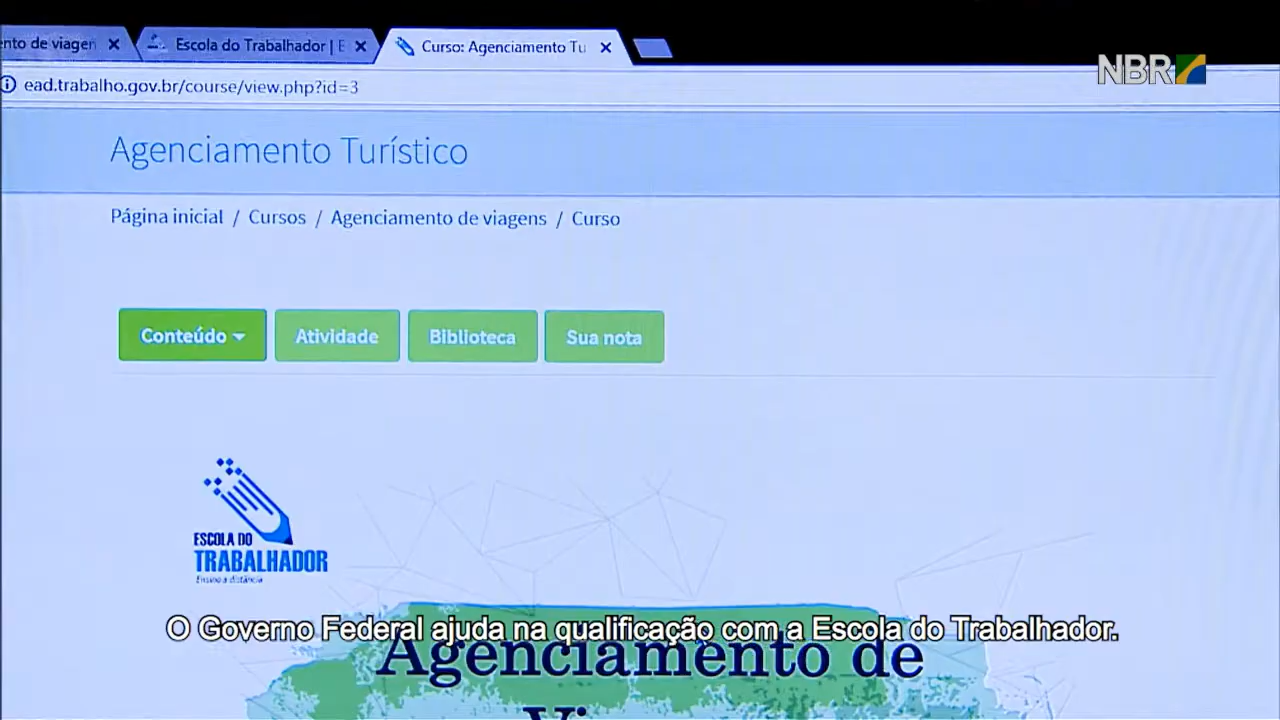 nto de viagen
Escola do Trabalhador | E
Curso: Agenciamento Tu
NBR
ead.trabalho.gov.br/course/view.php?id=3
Agenciamento Turístico
Página inicial / Cursos / Agenciamento de viagens / Curso
Conteúdo
Atividade
Biblioteca
Sua nota
ESCOLA DO
TRABALHADOR
Ensino a distância
O Governo Federal ajuda na qualificação com a Escola do Trabalhador.
Agenciamento de